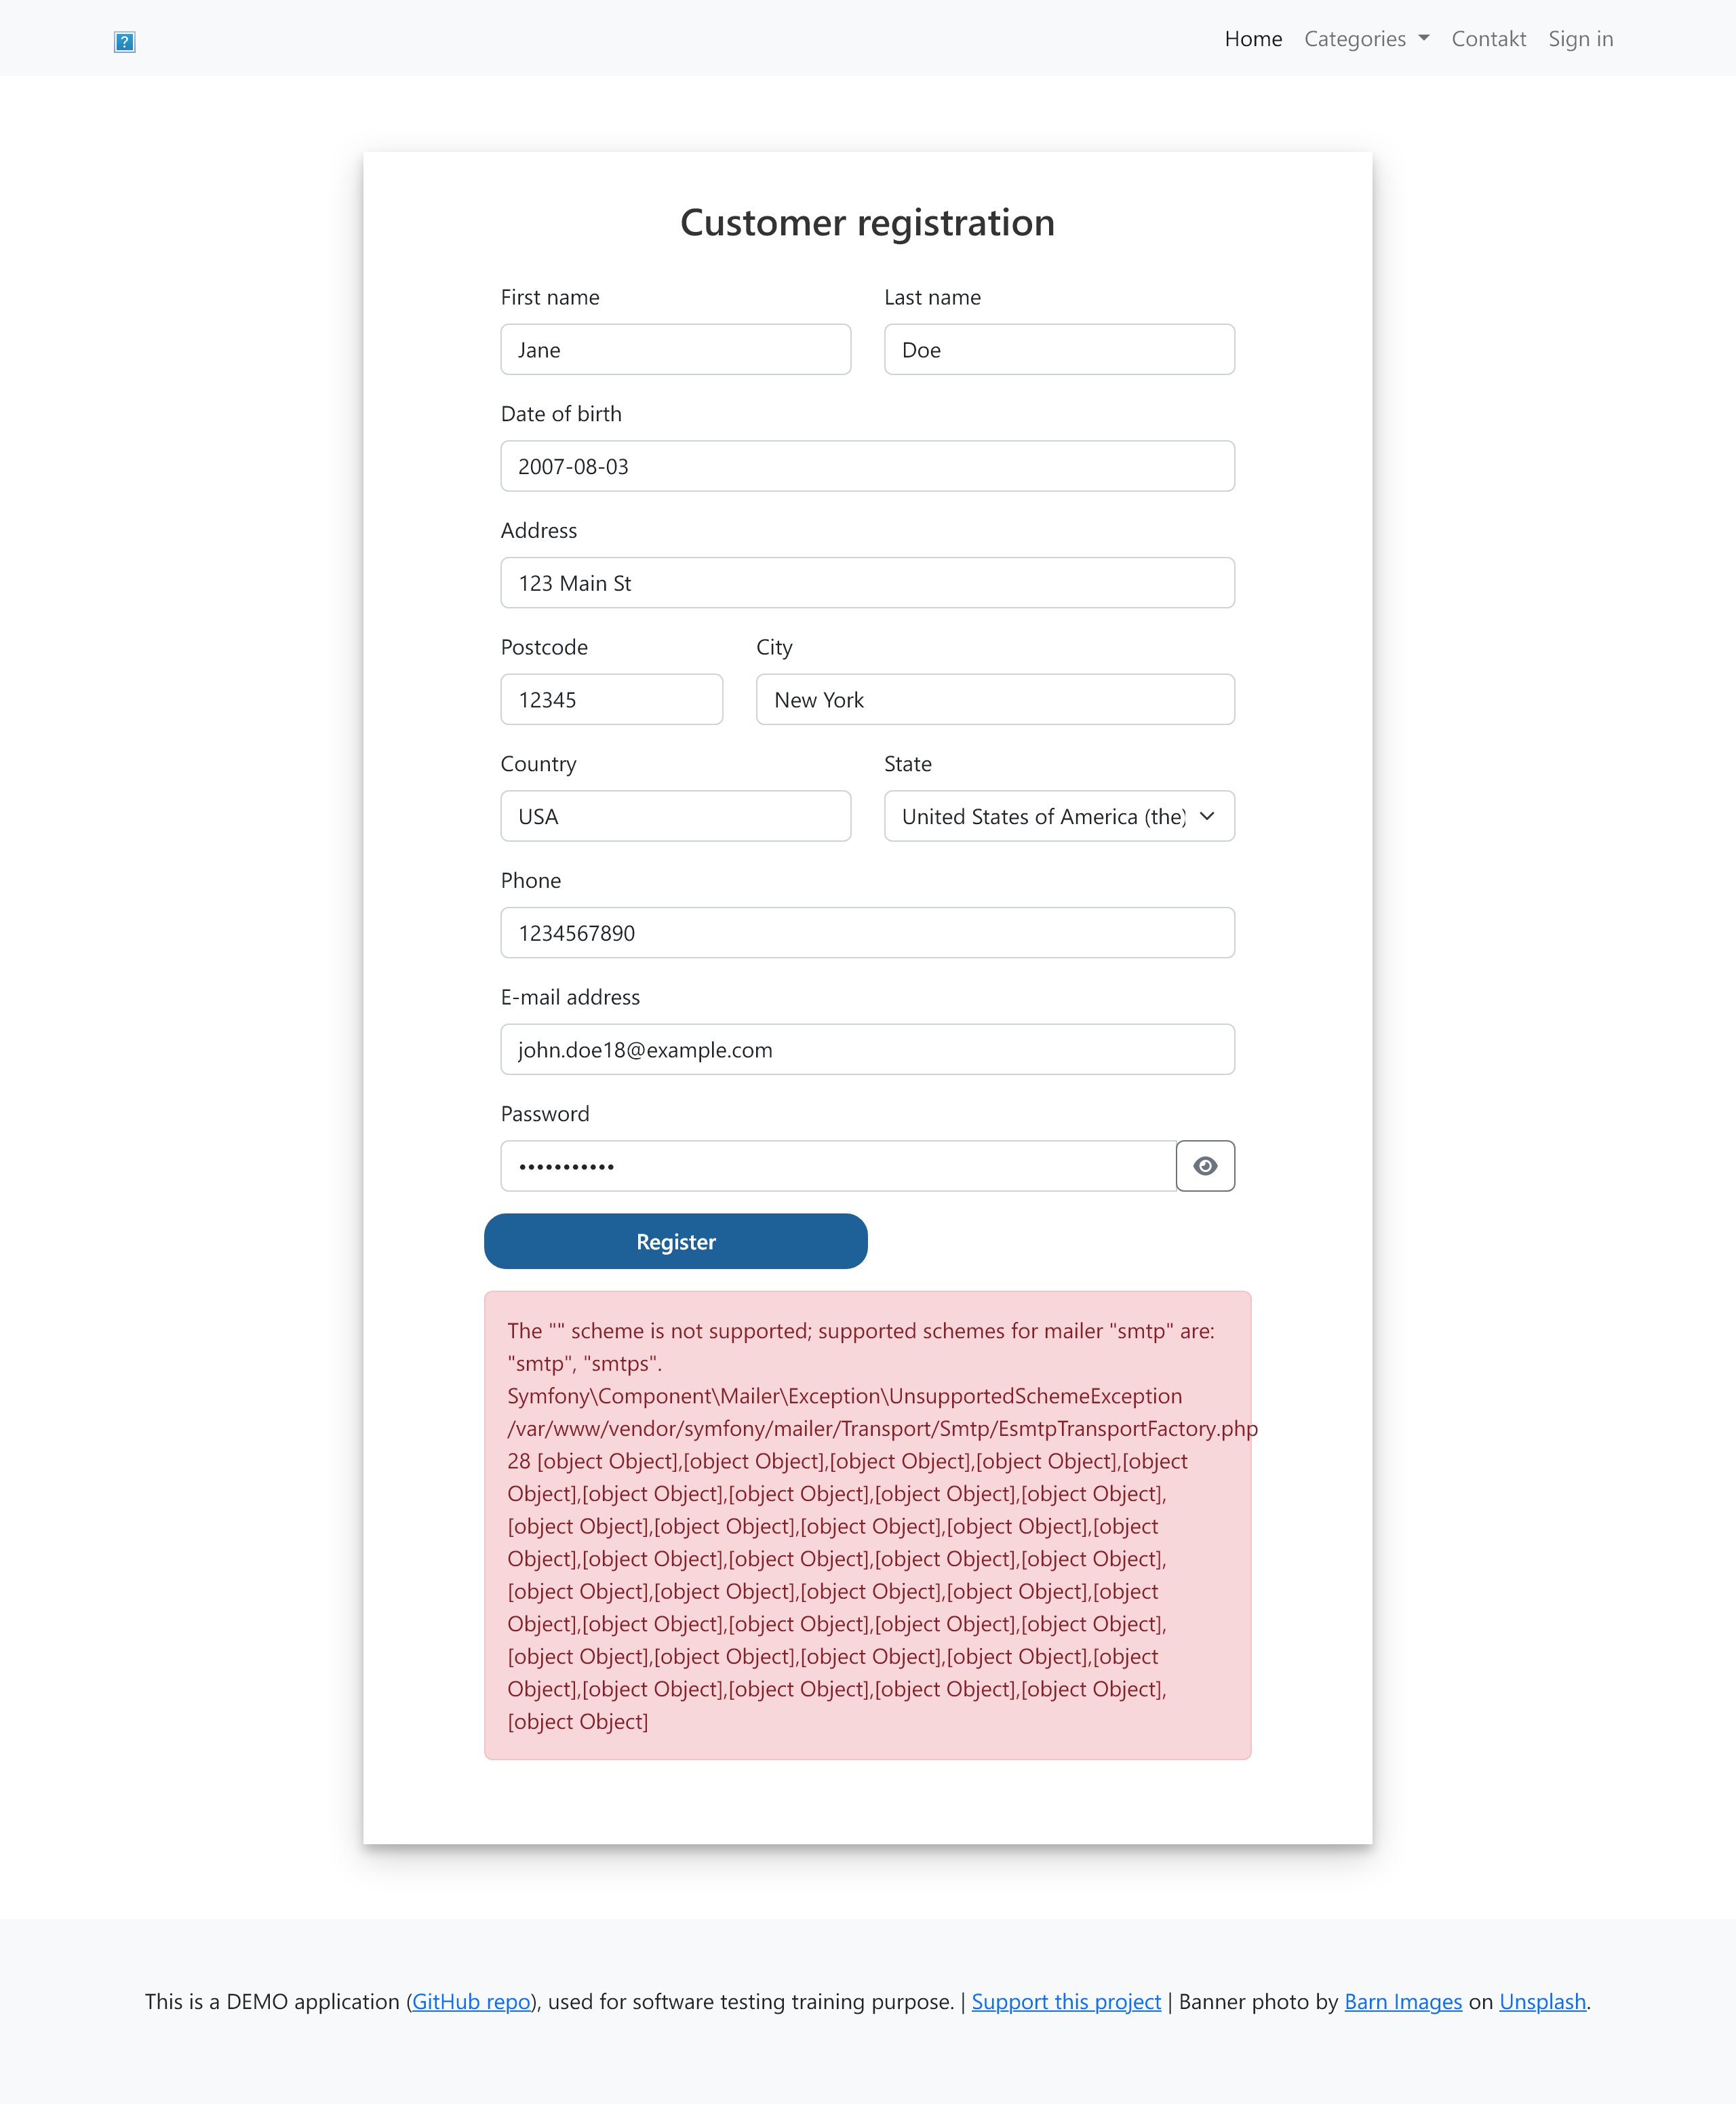 Home Categories Contakt Sign in
Customer registration
First name Last name
Jane Doe
Date of birth
2007-08-03
Address
123 Main St
Postcode City
12345 New York
Country State
USA United States of America (the)
Phone
1234567890
E-mail address
john.doe18@example.com
Password
•••••••••••
Register
The "" scheme is not supported; supported schemes for mailer "smtp" are:
"smtp", "smtps".
Symfony\Component\Mailer\Exception\UnsupportedSchemeException
/var/www/vendor/symfony/mailer/Transport/Smtp/EsmtpTransportFactory.php
28 [object Object],[object Object],[object Object],[object Object],[object
Object],[object Object],[object Object],[object Object],[object Object],
[object Object],[object Object],[object Object],[object Object],[object
Object],[object Object],[object Object],[object Object],[object Object],
[object Object],[object Object],[object Object],[object Object],[object
Object],[object Object],[object Object],[object Object],[object Object],
[object Object],[object Object],[object Object],[object Object],[object
Object],[object Object],[object Object],[object Object],[object Object],
[object Object]
This is a DEMO application (GitHub repo), used for software testing training purpose. | Support this project | Banner photo by Barn Images on Unsplash.